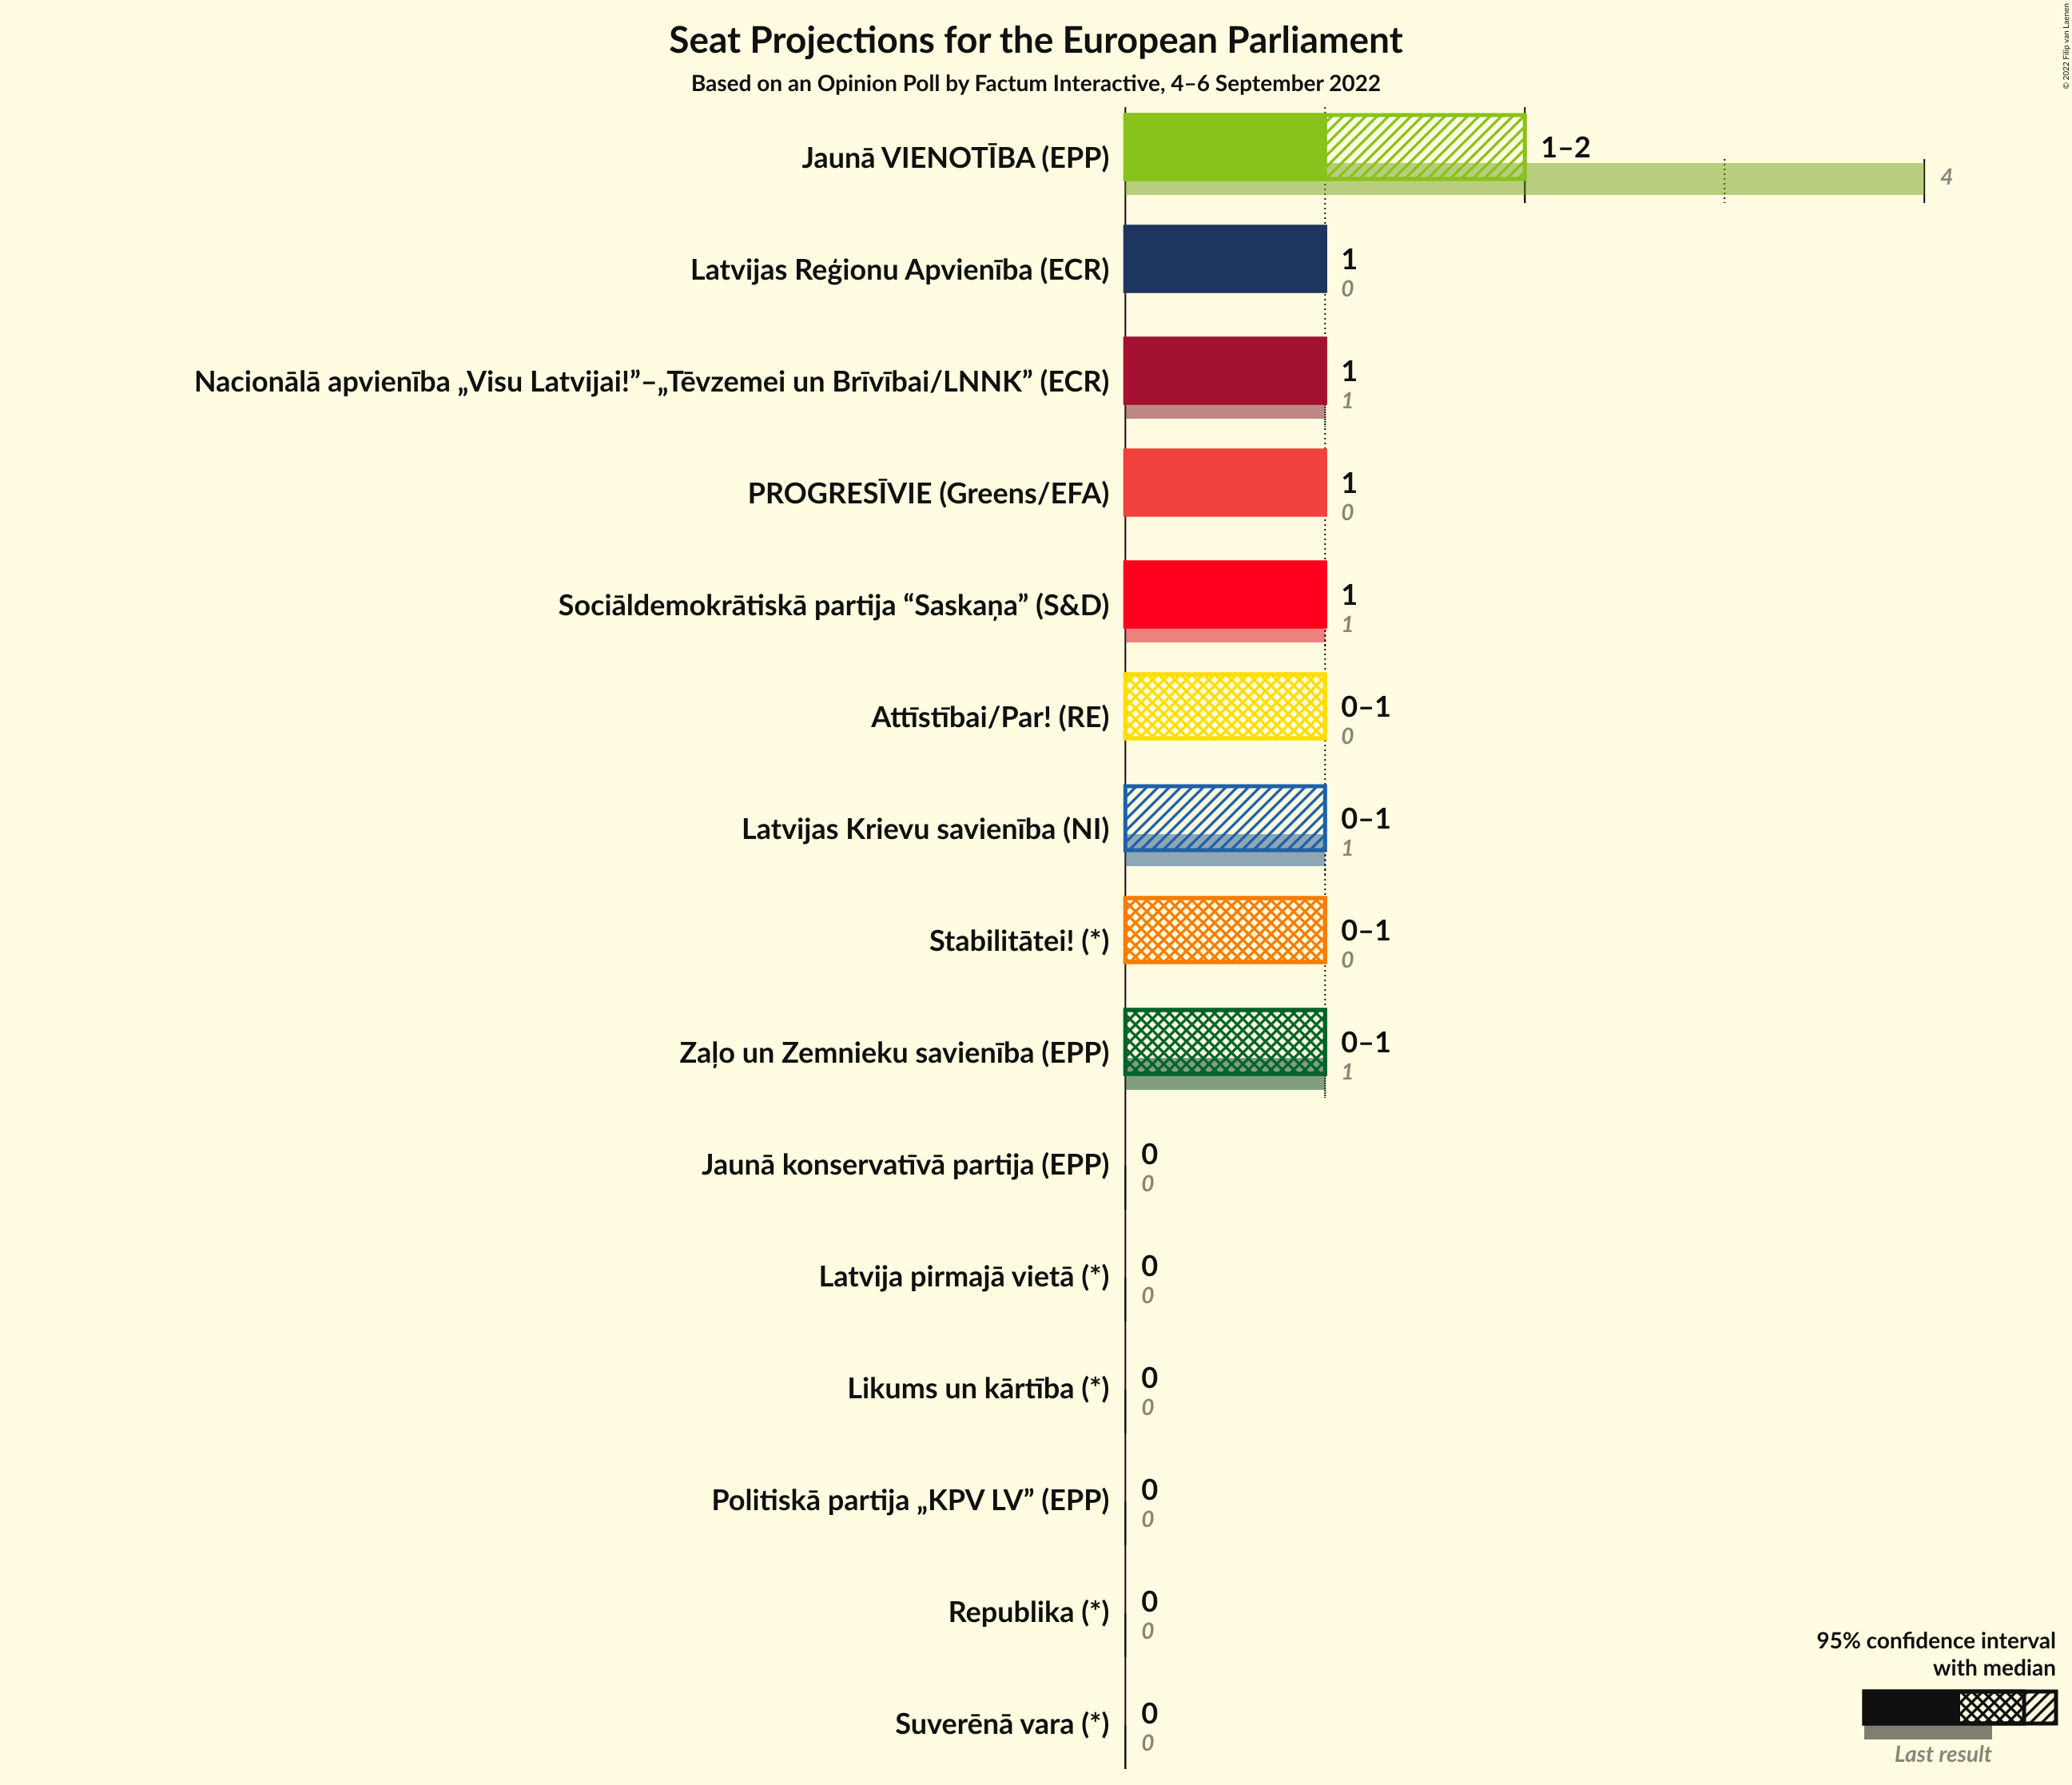 Seat Projections for the European Parliament
Based on an Opinion Poll by Factum Interactive, 4–6 September 2022
© 2022 Filip van Laenen
Jaunā VIENOTĪBA (EPP)
1–2
4
Latvijas Reģionu Apvienība (ECR)
1
0
Nacionālā apvienība „Visu Latvijai!”–„Tēvzemei un Brīvībai/LNNK” (ECR)
1
1
PROGRESĪVIE (Greens/EFA)
1
0
Sociāldemokrātiskā partija “Saskaņa” (S&D)
1
1
Attīstībai/Par! (RE)
0–1
0
Latvijas Krievu savienība (NI)
0–1
1
Stabilitātei! (*)
0–1
0
Zaļo un Zemnieku savienība (EPP)
0–1
1
Jaunā konservatīvā partija (EPP)
0
0
Latvija pirmajā vietā (*)
0
0
Likums un kārtība (*)
0
0
Politiskā partija „KPV LV” (EPP)
0
0
Republika (*)
0
0
Suverēnā vara (*)
0
0
95% confidence interval
with median
Last result